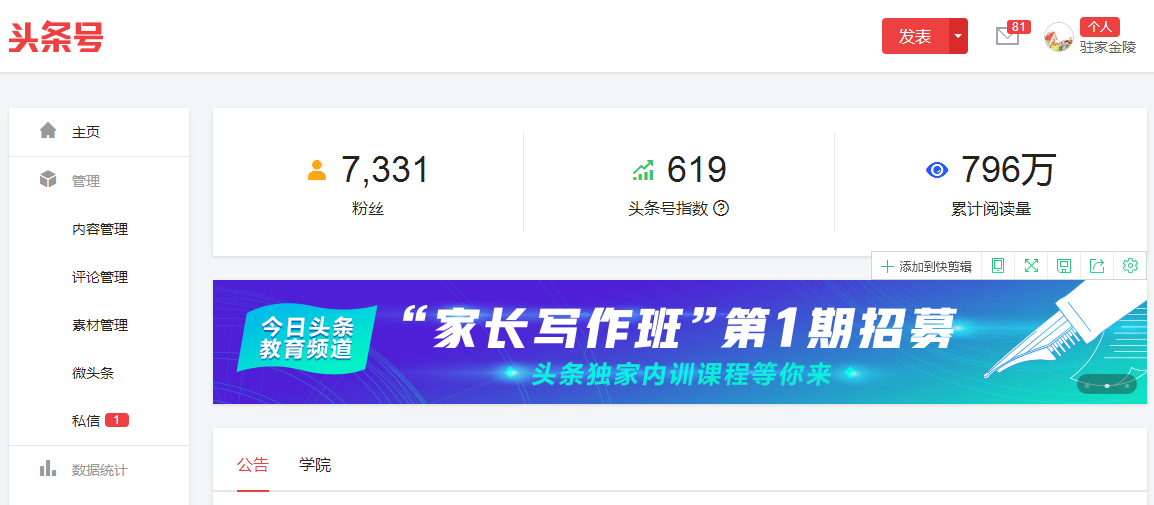 头条号
发表
81
个人
驻家金陵
主页
管理
内容管理
评论管理
素材管理
微头条
私信 1
数据统计
7,331
粉丝
619
头条号指数
796万
累计阅读量
添加到快剪辑
今日头条
教育频道
“家长写作班”第1期招募
头条独家内训课程等你来
公告 学院